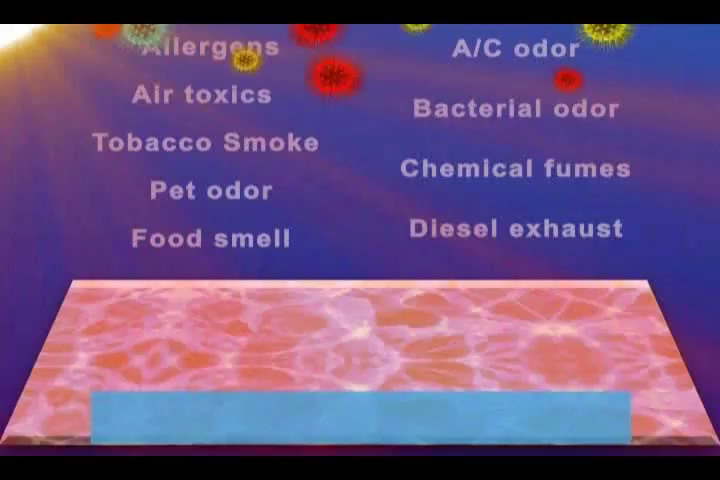 Allergens
Air toxics
Tobacco Smoke
Pet odor
Food smell
A/C odor
Bacterial odor
Chemical fumes
Diesel exhaust